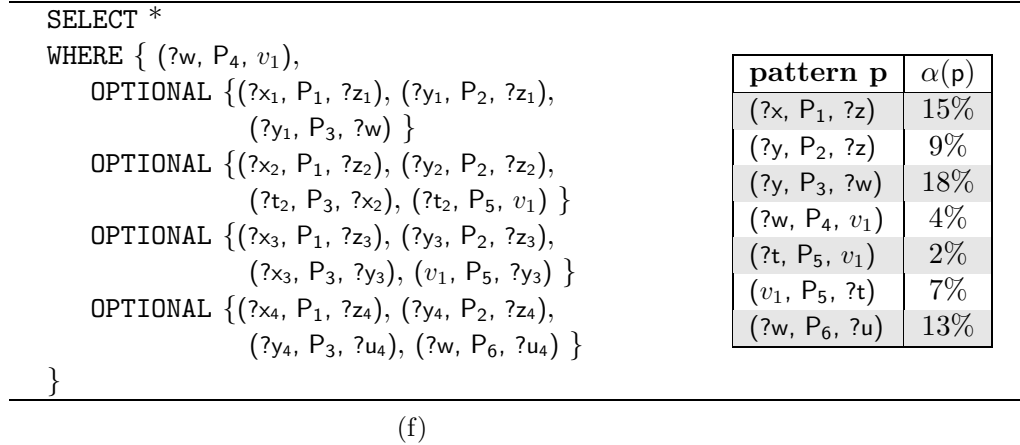 SELECT *
WHERE { (?w, P₄, v₁),
OPTIONAL {(?x₁, P₁, ?z₁), (?y₁, P₂, ?z₁),
(?y₁, P₃, ?w) }
OPTIONAL {(?x₂, P₁, ?z₂), (?y₂, P₂, ?z₂),
(?t₂, P₃, ?x₂), (?t₂, P₅, v₁) }
OPTIONAL {(?x₃, P₁, ?z₃), (?y₃, P₂, ?z₃),
(?x₃, P₃, ?y₃), (v₁, P₅, ?y₃) }
OPTIONAL {(?x₄, P₁, ?z₄), (?y₄, P₂, ?z₄),
(?y₄, P₃, ?u₄), (?w, P₆, ?u₄) }
}
pattern p α(p)
(?x, P₁, ?z) 15%
(?y, P₂, ?z) 9%
(?y, P₃, ?w) 18%
(?w, P₄, v₁) 4%
(?t, P₅, v₁) 2%
(v₁, P₅, ?t) 7%
(?w, P₆, ?u) 13%
(f)